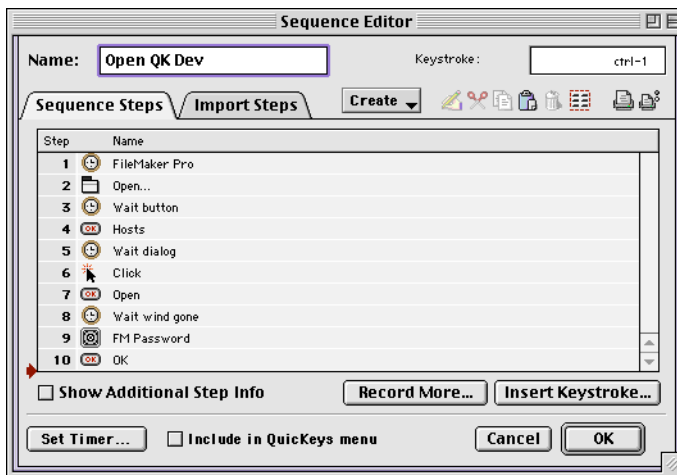 Sequence Editor
Name: Open QK Dev Keystroke: ctrl-1
Sequence Steps Import Steps Create
Step Name
1 FileMaker Pro
2 Open...
3 Wait button
4 OK Hosts
5 Wait dialog
6 Click
7 OK Open
8 Wait wind gone
9 FM Password
10 OK OK
Show Additional Step Info Record More... Insert Keystroke...
Set Timer... Include in QuicKeys menu Cancel OK